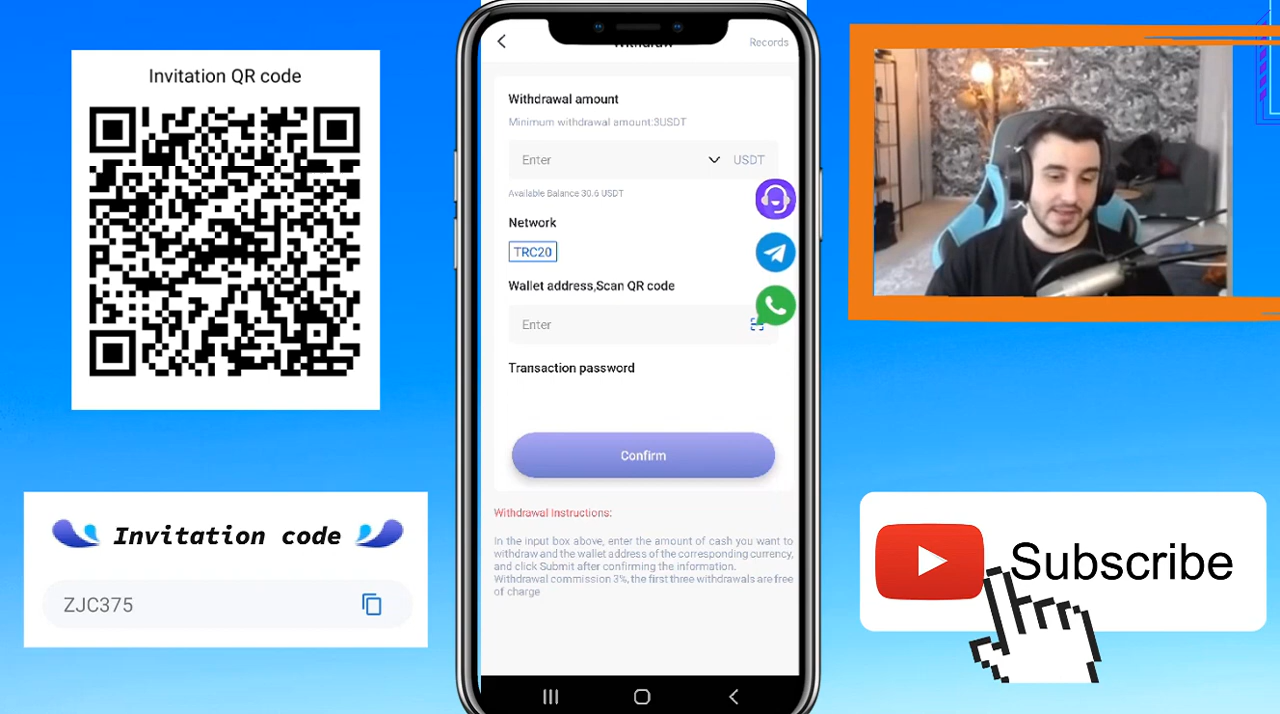 Invitation QR code
Invitation code
ZJC375
Withdraw
Records
Withdrawal amount
Minimum withdrawal amount:3USDT
Enter
USDT
Available Balance 30.6 USDT
Network
TRC20
Wallet address,Scan QR code
Enter
Transaction password
Confirm
Withdrawal Instructions:
In the input box above, enter the amount of cash you want to
withdraw and the wallet address of the corresponding currency,
and click Submit after confirming the information.
Withdrawal commission 3%, the first three withdrawals are free
of charge
Subscribe